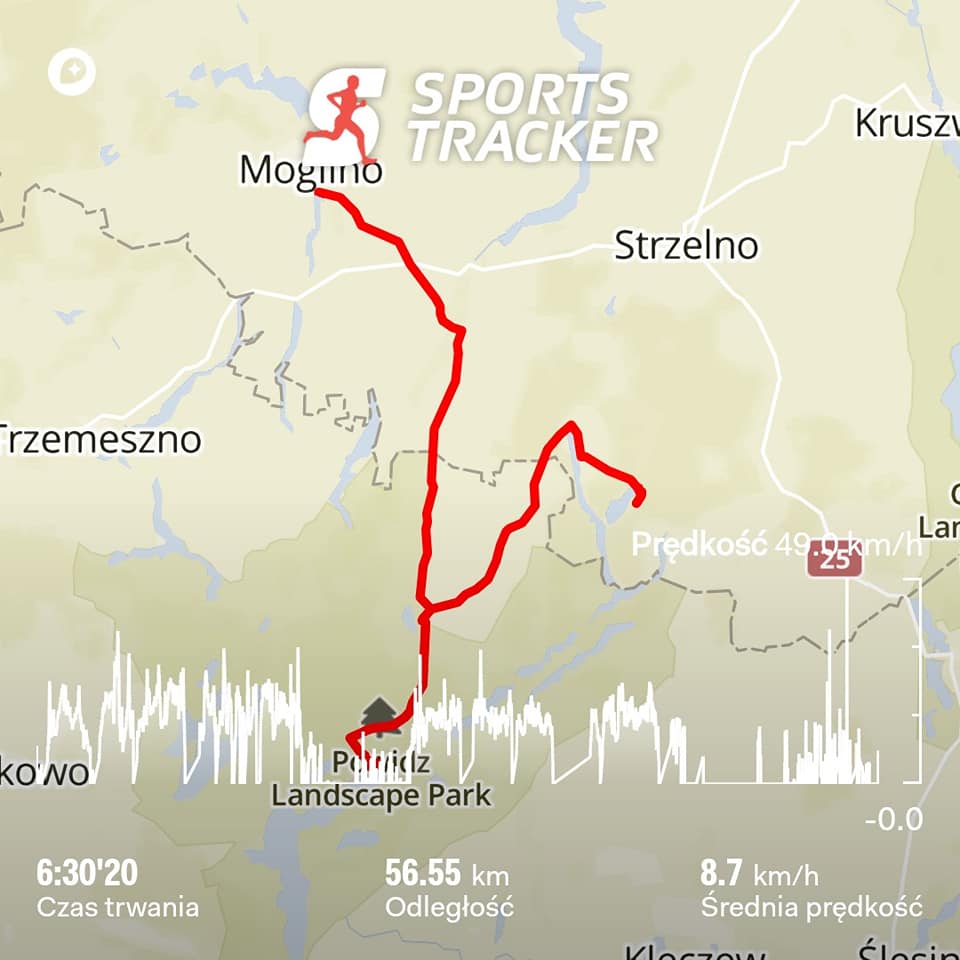 SPORTS
TRACKER
Kruszw
Mogilno
Strzelno
Trzemeszno
Lan
Prędkość 49.0 km/h
25
kowo
Powidz
Landscape Park
-0.0
6:30'20
56.55 km
8.7 km/h
Czas trwania
Odległość
Średnia prędkość
Kleczew
Ślesin